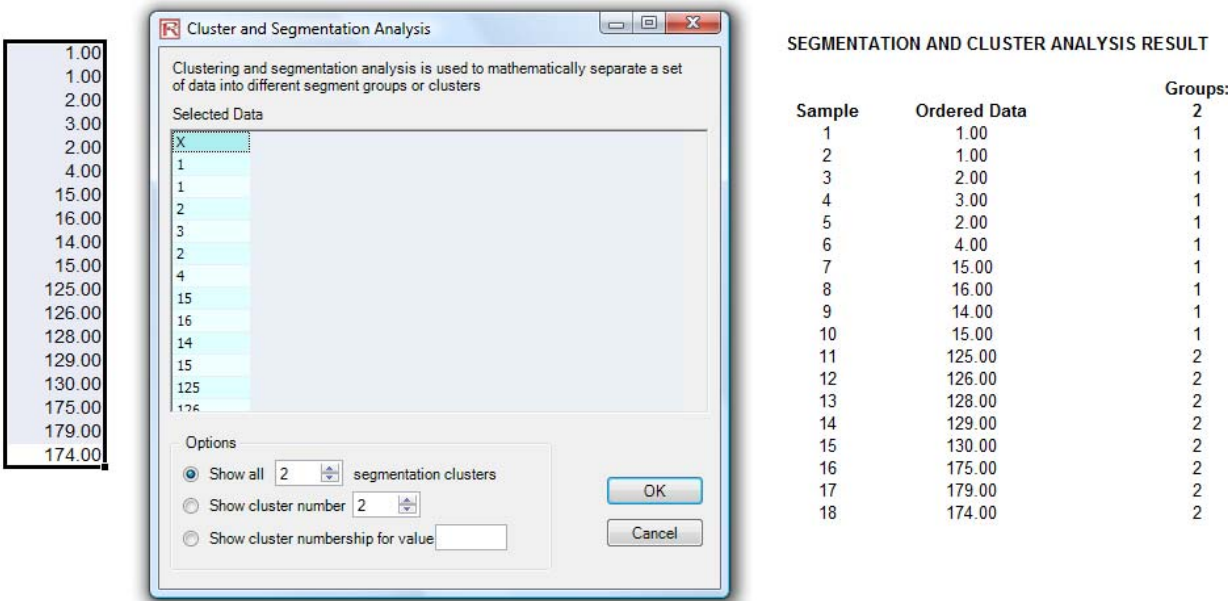 1.00
1.00
2.00
3.00
2.00
4.00
15.00
16.00
14.00
15.00
125.00
126.00
128.00
129.00
130.00
175.00
179.00
174.00
Cluster and Segmentation Analysis
Clustering and segmentation analysis is used to mathematically separate a set
of data into different segment groups or clusters
Selected Data
X
1
1
2
3
2
4
15
16
14
15
125
126
Options
Show all 2 segmentation clusters
Show cluster number 2
Show cluster numbership for value
OK
Cancel
SEGMENTATION AND CLUSTER ANALYSIS RESULT
Groups:
Sample Ordered Data 2
1 1.00 1
2 1.00 1
3 2.00 1
4 3.00 1
5 2.00 1
6 4.00 1
7 15.00 1
8 16.00 1
9 14.00 1
10 15.00 1
11 125.00 2
12 126.00 2
13 128.00 2
14 129.00 2
15 130.00 2
16 175.00 2
17 179.00 2
18 174.00 2